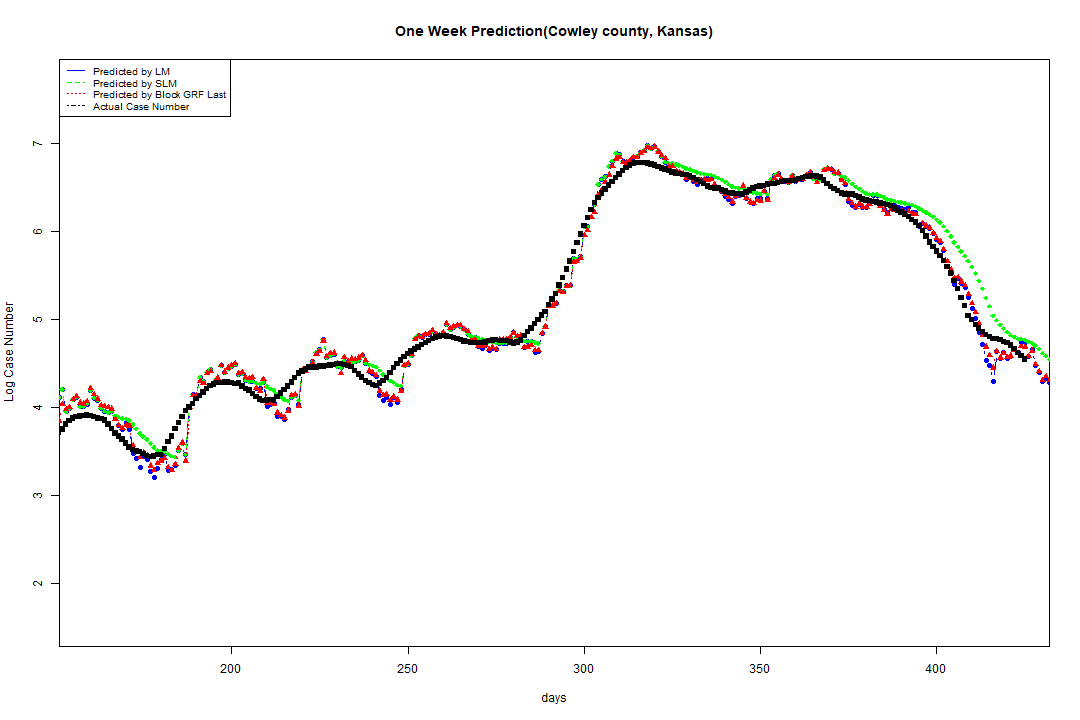 One Week Prediction(Cowley county, Kansas)
Predicted by LM
Predicted by SLM
Predicted by Block GRF Last
Actual Case Number
7
6
5
4
3
2
Log Case Number
200 250 300 350 400
days